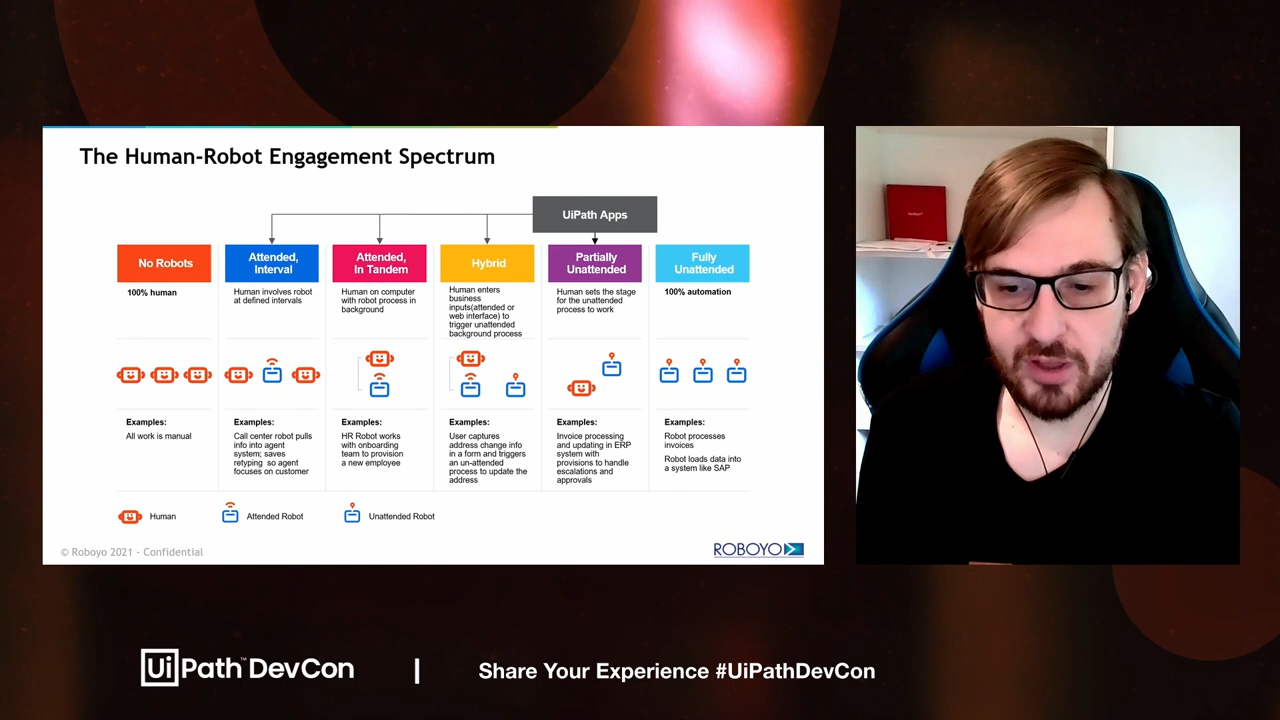 The Human-Robot Engagement Spectrum
UiPath Apps
No Robots
Attended,
Interval
Attended,
In Tandem
Hybrid
Partially
Unattended
Fully
Unattended
100% human
Human involves robot
at defined intervals
Human on computer
with robot process in
background
Human enters
business
inputs(attended or
web interface) to
trigger unattended
background process
Human sets the stage
for the unattended
process to work
100% automation
Examples:
All work is manual
Examples:
Call center robot pulls
info into agent
system; saves
retyping so agent
focuses on customer
Examples:
HR Robot works
with onboarding
team to provision
a new employee
Examples:
User captures
address change info
in a form and triggers
an un-attended
process to update the
address
Examples:
Invoice processing
and updating in ERP
system with
provisions to handle
escalations and
approvals
Examples:
Robot processes
invoices
Robot loads data into
a system like SAP
Human
Attended Robot
Unattended Robot
© Roboyo 2021 - Confidential
ROBOYO
UiPath™ DevCon | Share Your Experience #UiPathDevCon